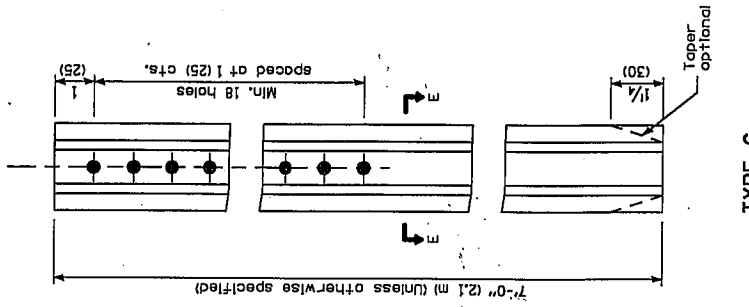 7'-0" (2.1 m) (Unless otherwise specified)
1
(25)
Min. 18 holes
spaced at 1 (25) cts.
E
E
1 1/4
(30)
Taper
optional
TYPE C